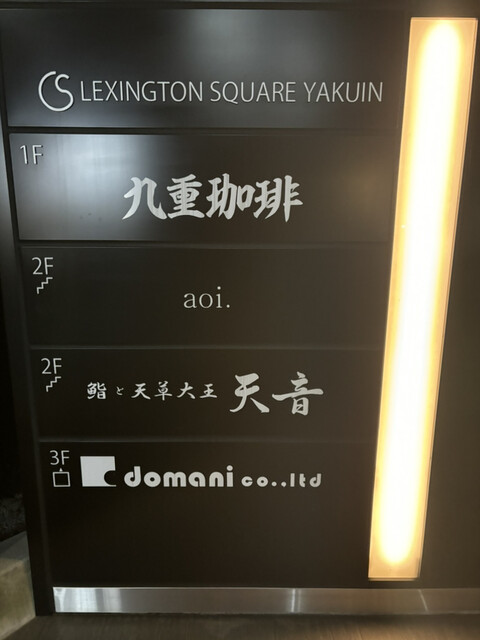 LEXINGTON SQUARE YAKUIN
1F
九重珈琲
2F
aoi.
2F
鮨と天草大王 天音
3F
domani co.,ltd